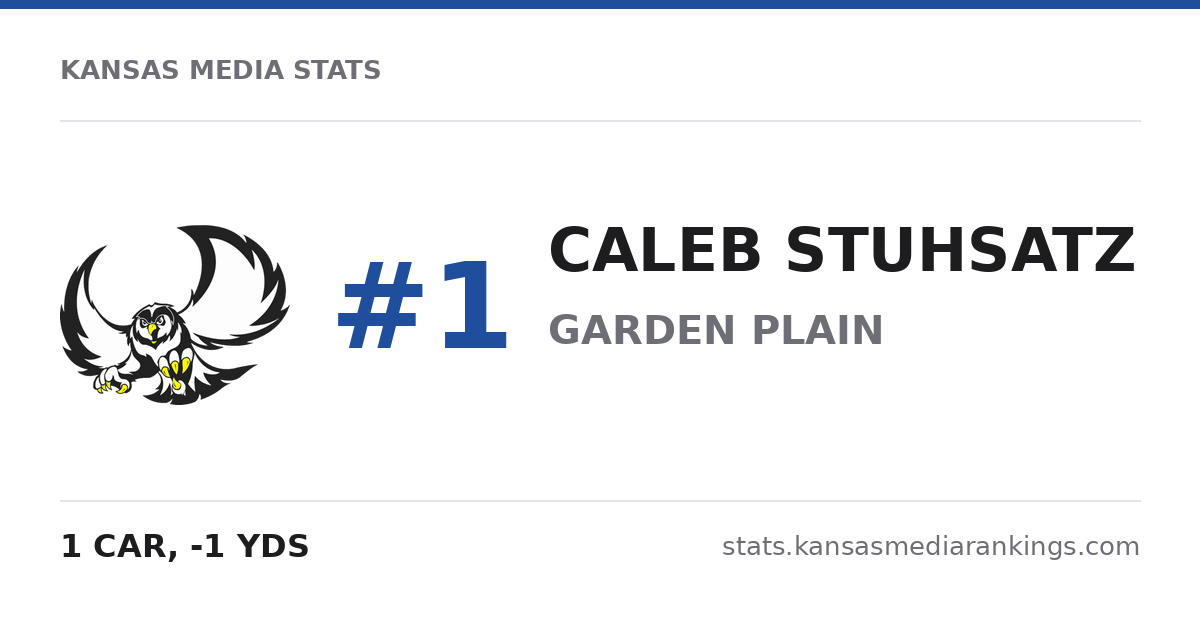 KANSAS MEDIA STATS
#1
CALEB STUHSATZ
GARDEN PLAIN
1 CAR, -1 YDS
stats.kansasmediarankings.com